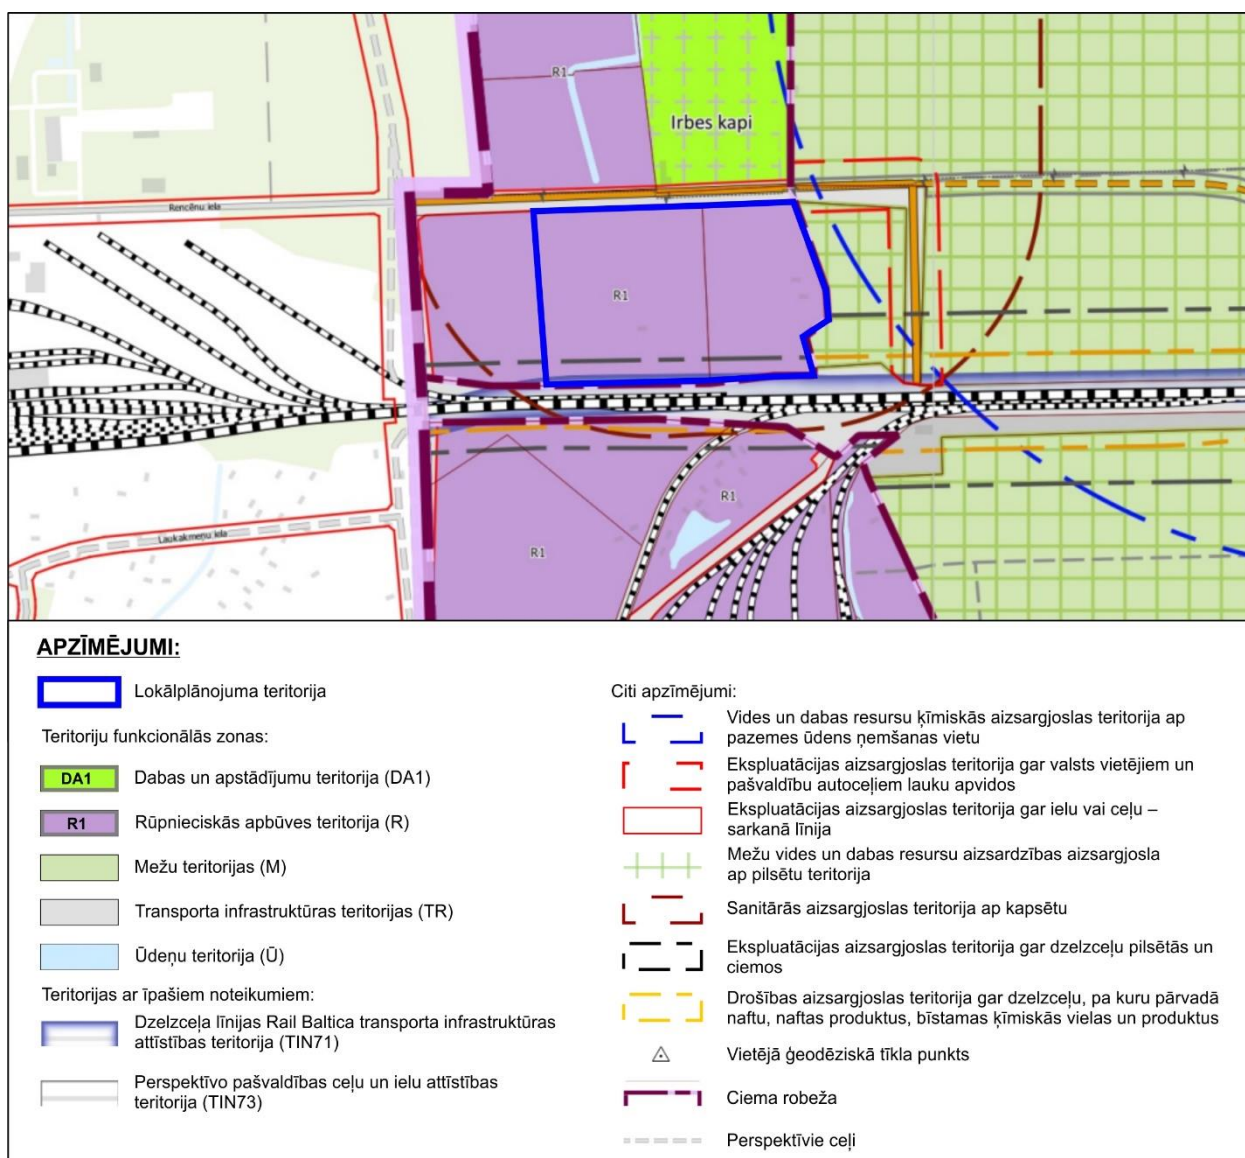 R1
Irbes kapi
Rencēnu iela
R1
R1
Laukakmeņu iela
R1
APZĪMĒJUMI:
Lokālplānojuma teritorija
Teritoriju funkcionālās zonas:
DA1
Dabas un apstādījumu teritorija (DA1)
R1
Rūpnieciskās apbūves teritorija (R)
Mežu teritorijas (M)
Transporta infrastruktūras teritorijas (TR)
Ūdeņu teritorija (Ū)
Teritorijas ar īpašiem noteikumiem:
Dzelzceļa līnijas Rail Baltica transporta infrastruktūras
attīstības teritorija (TIN71)
Perspektīvo pašvaldības ceļu un ielu attīstības
teritorija (TIN73)
Citi apzīmējumi:
Vides un dabas resursu ķīmiskās aizsargjoslas teritorija ap
pazemes ūdens ņemšanas vietu
Ekspluatācijas aizsargjoslas teritorija gar valsts vietējiem un
pašvaldību autoceļiem lauku apvidos
Ekspluatācijas aizsargjoslas teritorija gar ielu vai ceļu –
sarkanā līnija
Mežu vides un dabas resursu aizsardzības aizsargjosla
ap pilsētu teritorija
Sanitārās aizsargjoslas teritorija ap kapsētu
Ekspluatācijas aizsargjoslas teritorija gar dzelzceļu pilsētās un
ciemos
Drošības aizsargjoslas teritorija gar dzelzceļu, pa kuru pārvadā
naftu, naftas produktus, bīstamas ķīmiskās vielas un produktus
Vietējā ģeodēziskā tīkla punkts
Ciema robeža
Perspektīvie ceļi